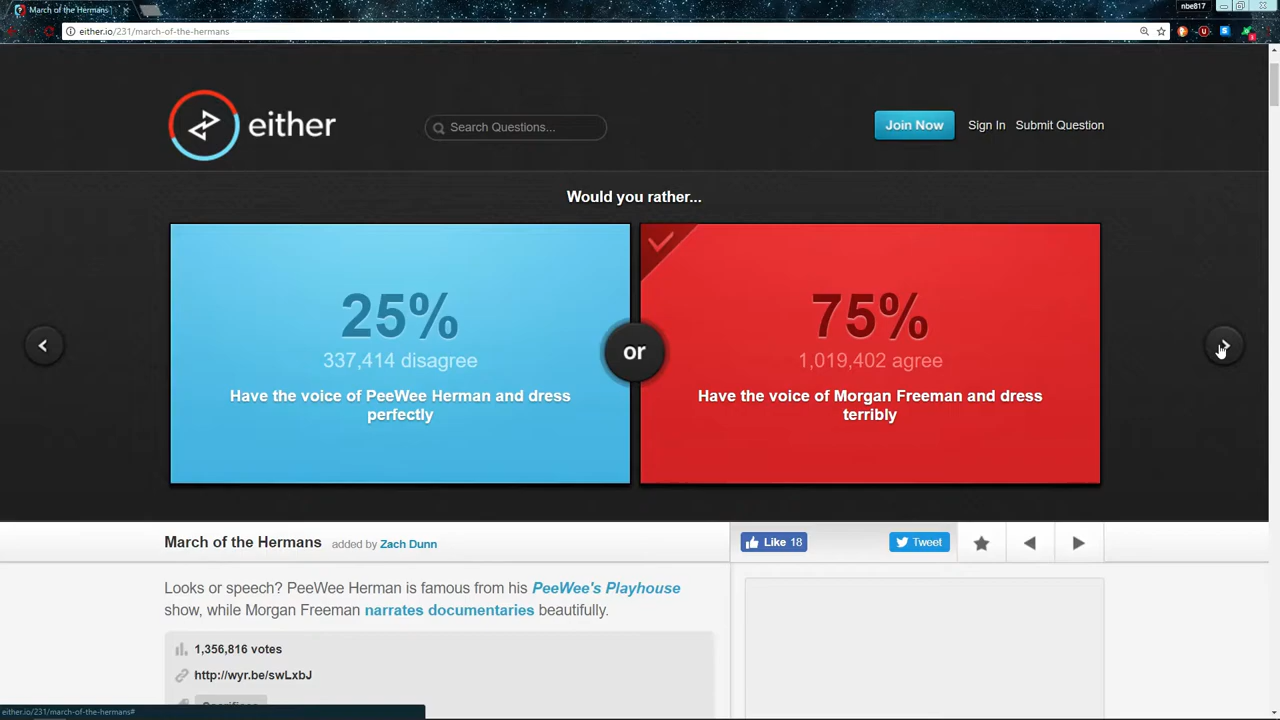 March of the Hermans
nbe817
either.io/231/march-of-the-hermans
either
Search Questions...
Join Now
Sign In
Submit Question
Would you rather...
25%
337,414 disagree
Have the voice of PeeWee Herman and dress
perfectly
or
75%
1,019,402 agree
Have the voice of Morgan Freeman and dress
terribly
March of the Hermans added by Zach Dunn
Like 18
Tweet
Looks or speech? PeeWee Herman is famous from his PeeWee's Playhouse
show, while Morgan Freeman narrates documentaries beautifully.
1,356,816 votes
http://wyr.be/swLxbJ
either.io/231/march-of-the-hermans#